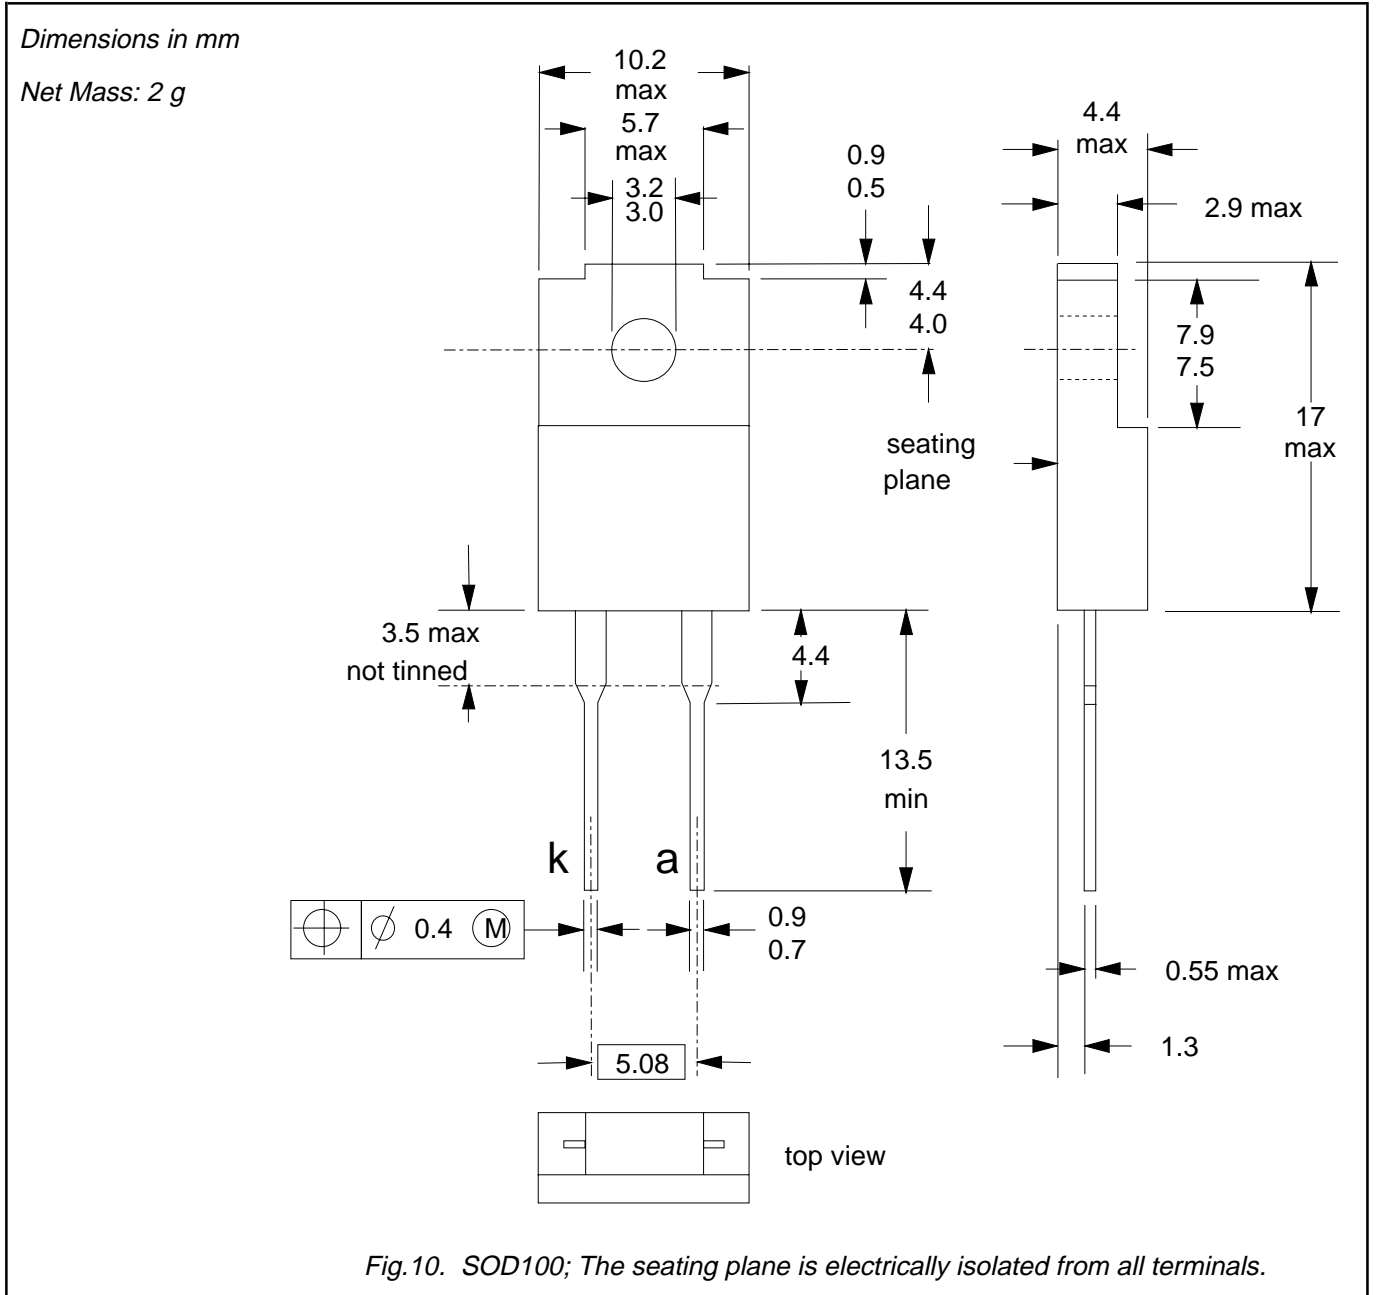 Dimensions in mm
Net Mass: 2 g
10.2
max
5.7
max
3.2
3.0
0.9
0.5
4.4
4.0
seating
plane
4.4
max
2.9 max
7.9
7.5
17
max
3.5 max
not tinned
4.4
13.5
min
k
a
0.4
M
0.9
0.7
5.08
0.55 max
1.3
top view
Fig.10. SOD100; The seating plane is electrically isolated from all terminals.